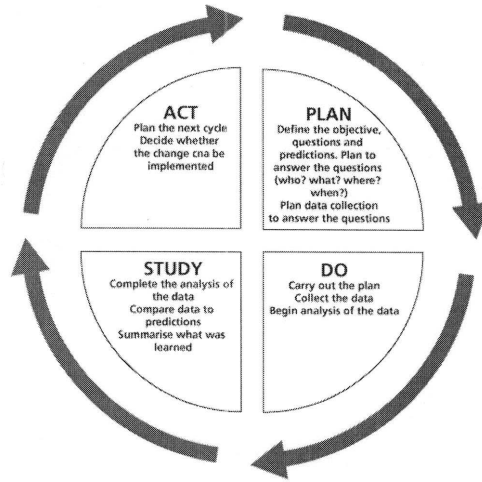 ACT
Plan the next cycle
Decide whether
the change cna be
implemented
PLAN
Define the objective,
questions and
predictions. Plan to
answer the questions
(who? what? where?
when?)
Plan data collection
to answer the questions
STUDY
Complete the analysis of
the data
Compare data to
predictions
Summarise what was
learned
DO
Carry out the plan
Collect the data
Begin analysis of the data